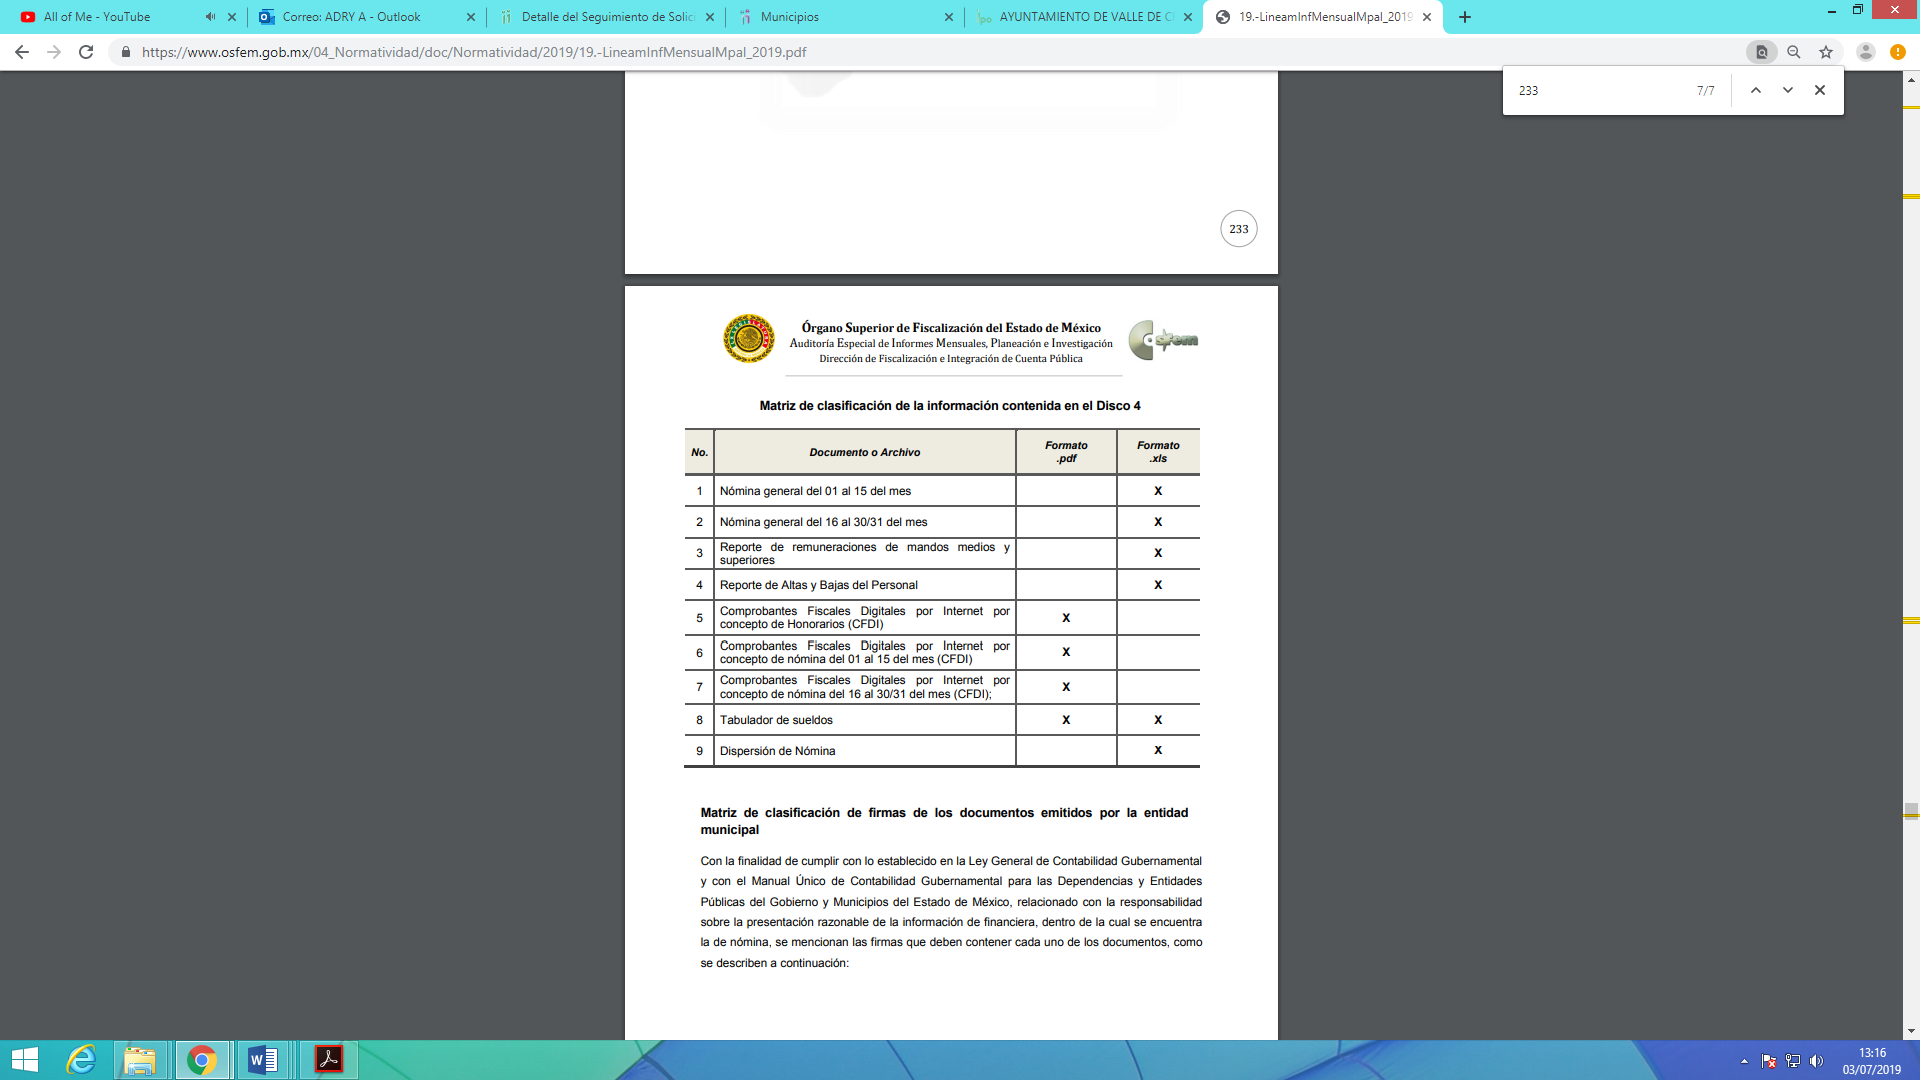 All of Me - YouTube
Correo: ADRY A - Outlook
Detalle del Seguimiento de Solici
Municipios
AYUNTAMIENTO DE VALLE DE C
19.-LineamInfMensualMpal_2019
https://www.osfem.gob.mx/04_Normatividad/doc/Normatividad/2019/19.-LineamInfMensualMpal_2019.pdf
233
7/7
233
Órgano Superior de Fiscalización del Estado de México
Auditoría Especial de Informes Mensuales, Planeación e Investigación
Dirección de Fiscalización e Integración de Cuenta Pública
osfem
Matriz de clasificación de la información contenida en el Disco 4
No.
Documento o Archivo
Formato
.pdf
Formato
.xls
1 Nómina general del 01 al 15 del mes X
2 Nómina general del 16 al 30/31 del mes X
3 Reporte de remuneraciones de mandos medios y
superiores X
4 Reporte de Altas y Bajas del Personal X
5 Comprobantes Fiscales Digitales por Internet por
concepto de Honorarios (CFDI) X
6 Comprobantes Fiscales Digitales por Internet por
concepto de nómina del 01 al 15 del mes (CFDI) X
7 Comprobantes Fiscales Digitales por Internet por
concepto de nómina del 16 al 30/31 del mes (CFDI); X
8 Tabulador de sueldos X X
9 Dispersión de Nómina X
Matriz de clasificación de firmas de los documentos emitidos por la entidad
municipal
Con la finalidad de cumplir con lo establecido en la Ley General de Contabilidad Gubernamental
y con el Manual Único de Contabilidad Gubernamental para las Dependencias y Entidades
Públicas del Gobierno y Municipios del Estado de México, relacionado con la responsabilidad
sobre la presentación razonable de la información de financiera, dentro de la cual se encuentra
la de nómina, se mencionan las firmas que deben contener cada uno de los documentos, como
se describen a continuación:
13:16
03/07/2019